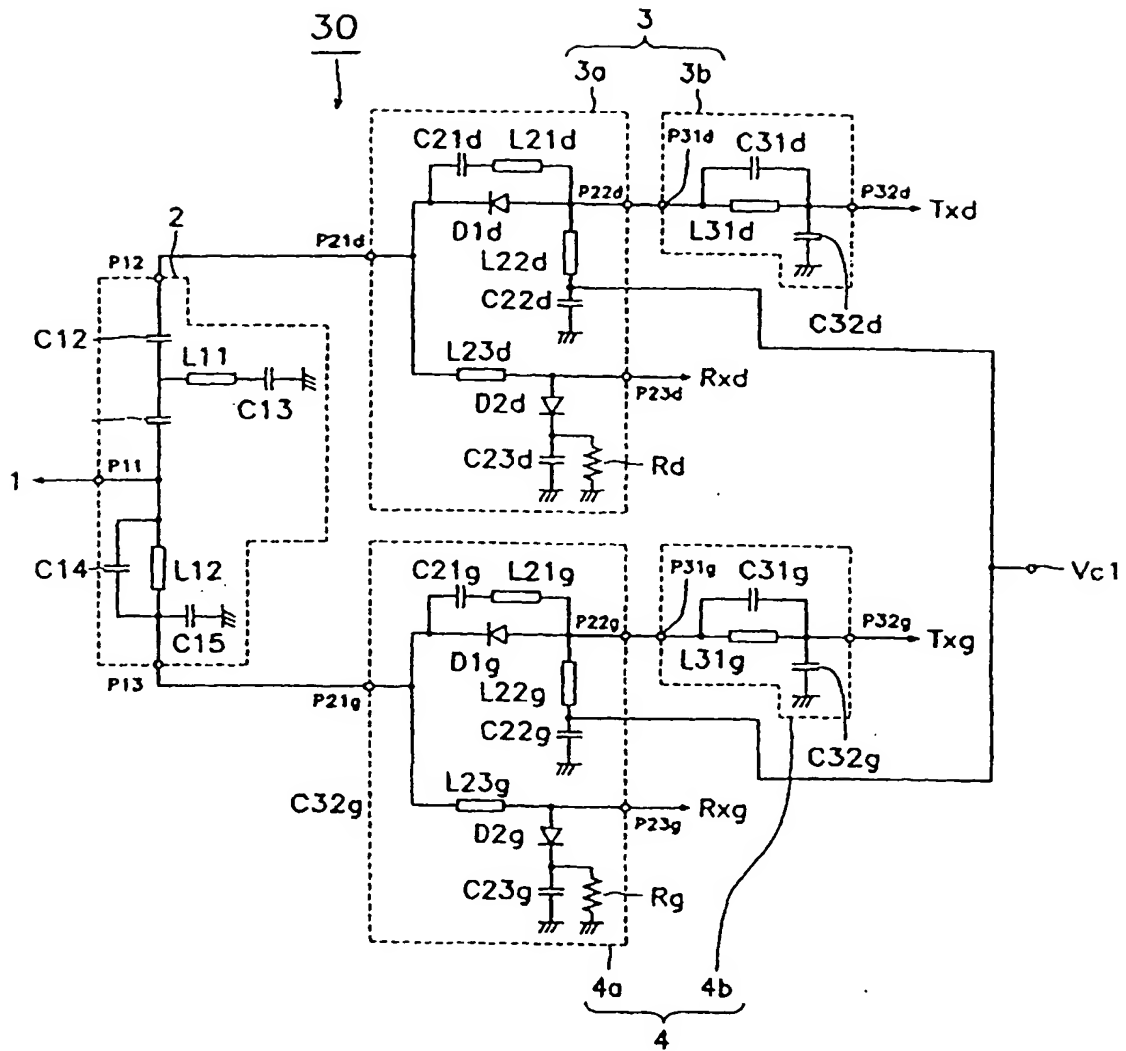 30
3
3a
3b
C21d
L21d
P31d
C31d
P22d
P32d
Txd
D1d
L31d
2
P21d
L22d
P12
C22d
C32d
C12
L11
L23d
Rxd
C13
D2d
P23d
P11
C23d
Rd
1
C14
L12
C21g
L21g
P31g
C31g
Vc1
C15
P22g
P32g
Txg
D1g
L31g
P13
P21g
L22g
C22g
C32g
L23g
C32g
Rxg
D2g
P23g
C23g
Rg
4a
4b
4